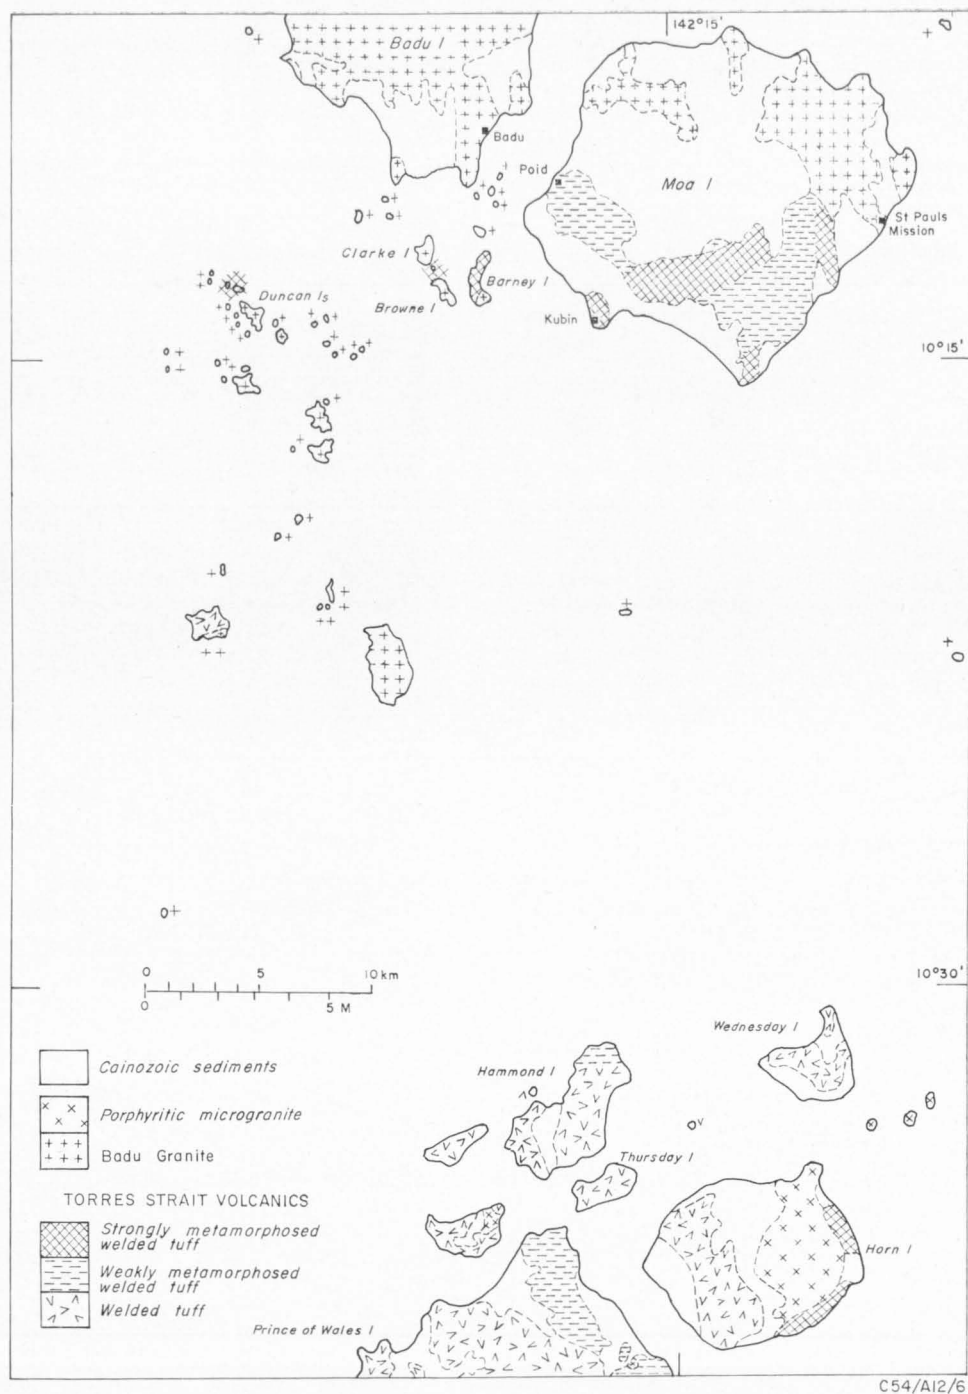 142°15'
Badu I
Badu
Poid
Moa I
St Pauls
Mission
Clarke I
Duncan Is
Barney I
Browne I
Kubin
10°15'
0 5 10 km
0 5 M
10°30'
Wednesday I
Hammond I
Thursday I
Horn I
Prince of Wales I
Cainozoic sediments
Porphyritic microgranite
Badu Granite
TORRES STRAIT VOLCANICS
Strongly metamorphosed
welded tuff
Weakly metamorphosed
welded tuff
Welded tuff
C54/A12/6